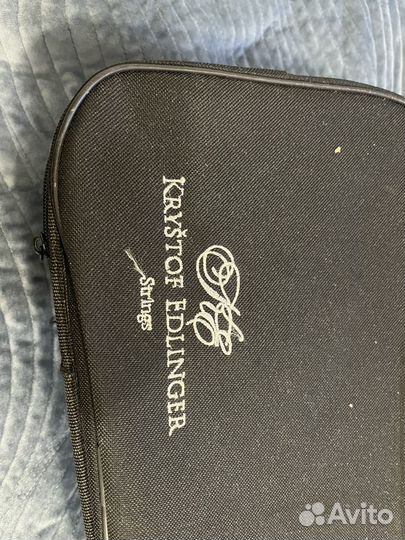 KRYŠTOF EDLINGER
Strings
Avito